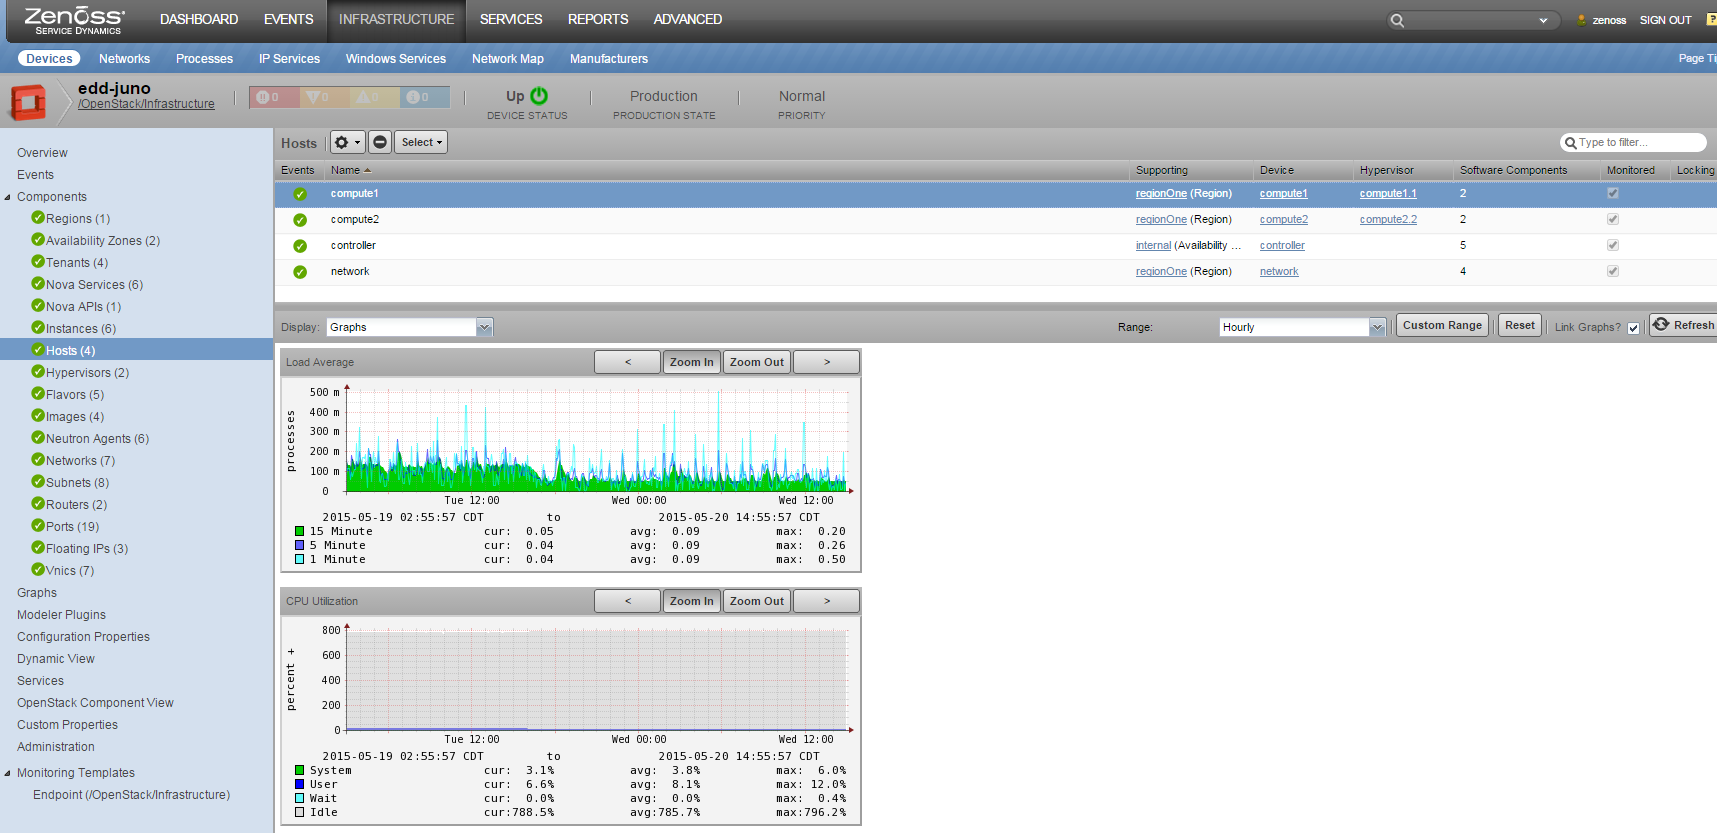 Zenoss
SERVICE DYNAMICS
DASHBOARD EVENTS INFRASTRUCTURE SERVICES REPORTS ADVANCED
zenoss SIGN OUT ?
Devices Networks Processes IP Services Windows Services Network Map Manufacturers
edd-juno
/OpenStack/Infrastructure
0 0 0 0
Up
DEVICE STATUS
Production
PRODUCTION STATE
Normal
PRIORITY
Overview
Events
Components
Regions (1)
Availability Zones (2)
Tenants (4)
Nova Services (6)
Nova APIs (1)
Instances (6)
Hosts (4)
Hypervisors (2)
Flavors (5)
Images (4)
Neutron Agents (6)
Networks (7)
Subnets (8)
Routers (2)
Ports (19)
Floating IPs (3)
Vnics (7)
Graphs
Modeler Plugins
Configuration Properties
Dynamic View
Services
OpenStack Component View
Custom Properties
Administration
Monitoring Templates
Endpoint (/OpenStack/Infrastructure)
Hosts Select Type to filter...
Events Name Supporting Device Hypervisor Software Components Monitored Locking
compute1 regionOne (Region) compute1 compute1.1 2
compute2 regionOne (Region) compute2 compute2.2 2
controller internal (Availability ... controller 5
network regionOne (Region) network 4
Display: Graphs Range: Hourly Custom Range Reset Link Graphs? Refresh
Load Average < Zoom In Zoom Out >
processes
500 m
400 m
300 m
200 m
100 m
0
Tue 12:00 Wed 00:00 Wed 12:00
2015-05-19 02:55:57 CDT to 2015-05-20 14:55:57 CDT
15 Minute cur: 0.05 avg: 0.09 max: 0.20
5 Minute cur: 0.04 avg: 0.09 max: 0.26
1 Minute cur: 0.04 avg: 0.09 max: 0.50
CPU Utilization < Zoom In Zoom Out >
percent +
800
600
400
200
0
Tue 12:00 Wed 00:00 Wed 12:00
2015-05-19 02:55:57 CDT to 2015-05-20 14:55:57 CDT
System cur: 3.1% avg: 3.8% max: 6.0%
User cur: 6.6% avg: 8.1% max: 12.0%
Wait cur: 0.0% avg: 0.0% max: 0.4%
Idle cur:788.5% avg:785.7% max:796.2%